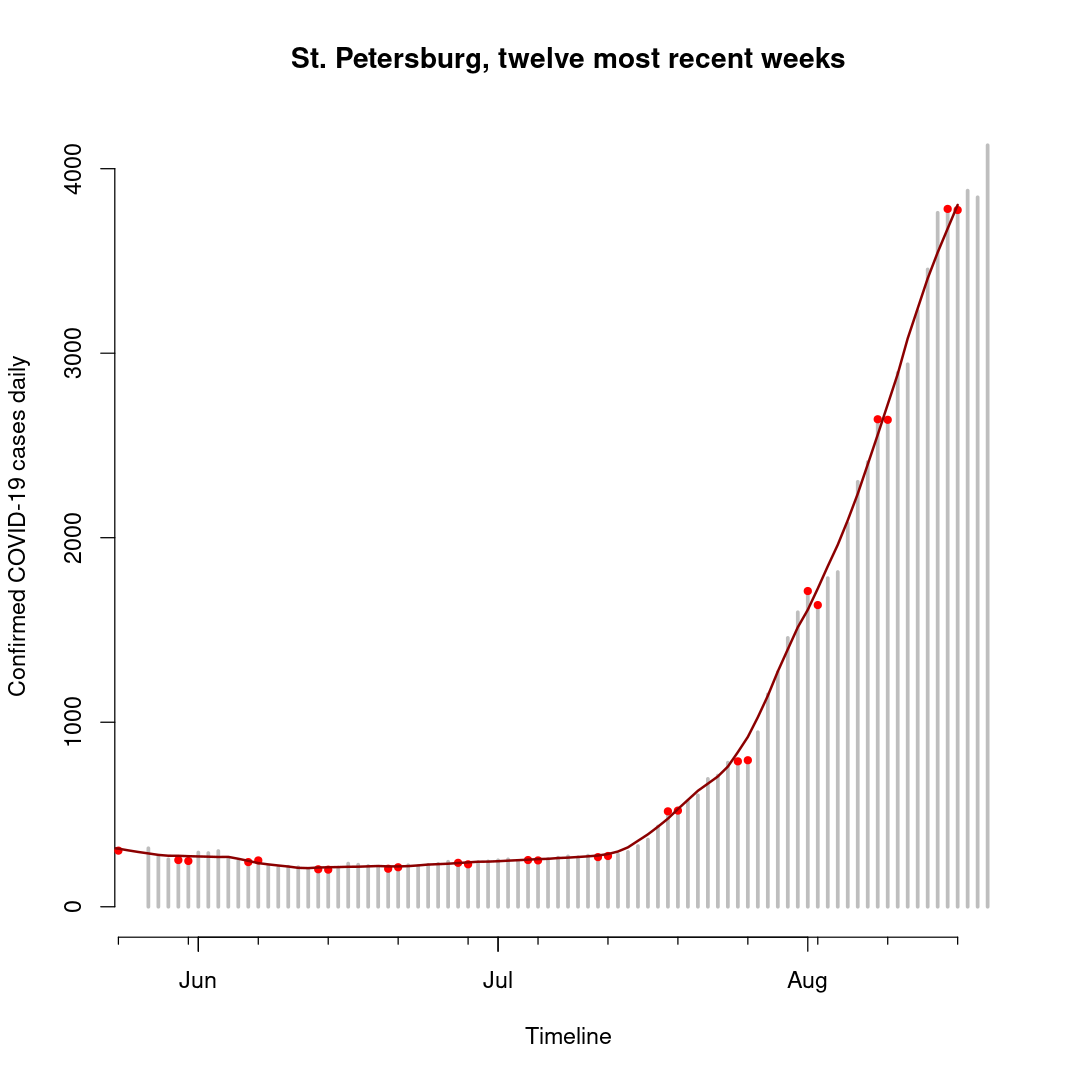 St. Petersburg, twelve most recent weeks
Confirmed COVID-19 cases daily
4000
3000
2000
1000
0
Jun Jul Aug
Timeline